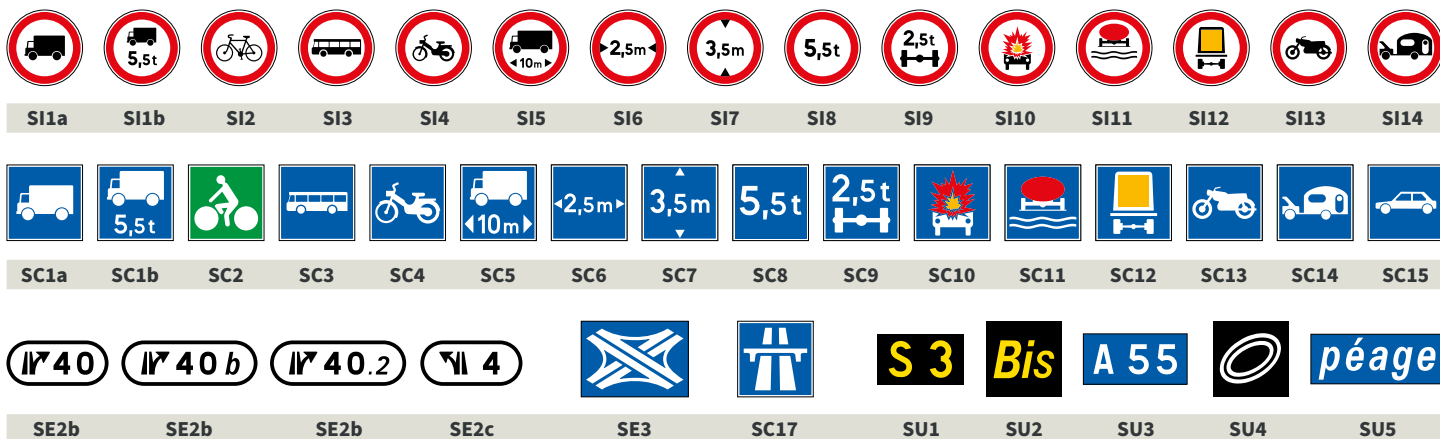 5,5t 10m 2,5m 3,5m 5,5t 2,5t
SI1a SI1b SI2 SI3 SI4 SI5 SI6 SI7 SI8 SI9 SI10 SI11 SI12 SI13 SI14
5,5t 10m 2,5m 3,5m 5,5t 2,5t
SC1a SC1b SC2 SC3 SC4 SC5 SC6 SC7 SC8 SC9 SC10 SC11 SC12 SC13 SC14 SC15
40 40 b 40.2 4 S 3 Bis A 55 péage
SE2b SE2b SE2b SE2c SE3 SC17 SU1 SU2 SU3 SU4 SU5